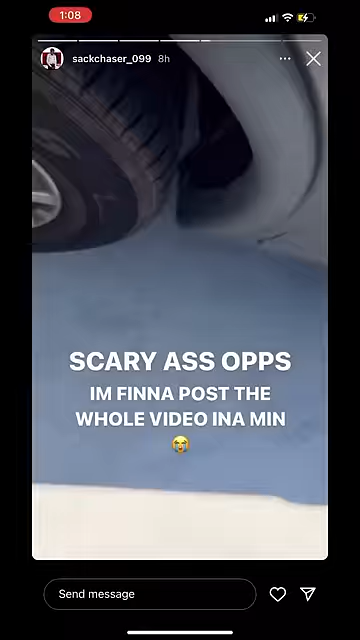 1:08
sackchaser_099 8h
SCARY ASS OPPS
IM FINNA POST THE
WHOLE VIDEO INA MIN
😭
Send message